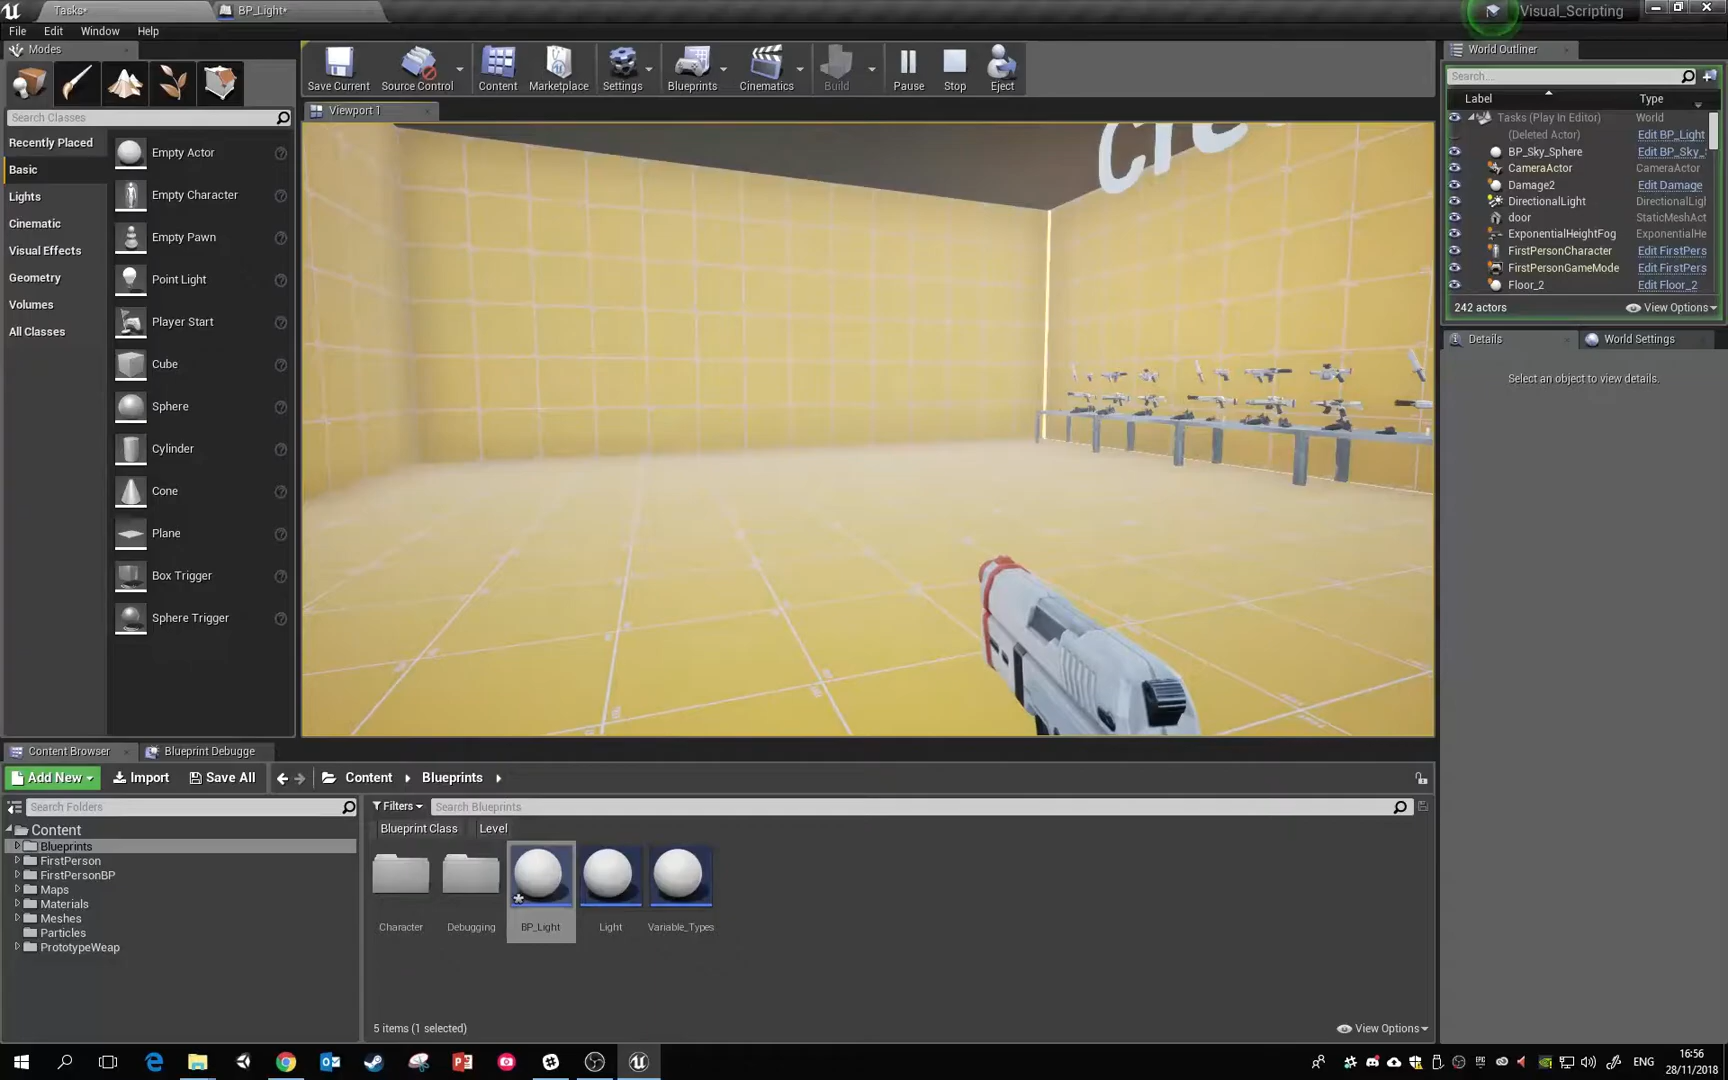 Tasks*
BP_Light*
Visual_Scripting
File Edit Window Help
Modes
Search Classes
Recently Placed
Basic
Lights
Cinematic
Visual Effects
Geometry
Volumes
All Classes
Empty Actor
Empty Character
Empty Pawn
Point Light
Player Start
Cube
Sphere
Cylinder
Cone
Plane
Box Trigger
Sphere Trigger
Save Current
Source Control
Content
Marketplace
Settings
Blueprints
Cinematics
Build
Pause
Stop
Eject
Viewport 1
World Outliner
Search...
Label Type
Tasks (Play In Editor) World
(Deleted Actor) Edit BP_Light
BP_Sky_Sphere Edit BP_Sky_
CameraActor CameraActor
Damage2 Edit Damage
DirectionalLight DirectionalLigl
door StaticMeshAct
ExponentialHeightFog ExponentialHe
FirstPersonCharacter Edit FirstPers
FirstPersonGameMode Edit FirstPers
Floor_2 Edit Floor_2
242 actors
View Options
Details
World Settings
Select an object to view details.
Content Browser
Blueprint Debugge
Add New
Import
Save All
Content
Blueprints
Search Folders
Content
Blueprints
FirstPerson
FirstPersonBP
Maps
Materials
Meshes
Particles
PrototypeWeap
Filters
Search Blueprints
Blueprint Class
Level
Character
Debugging
BP_Light
Light
Variable_Types
5 items (1 selected)
View Options
ENG
16:56
28/11/2018